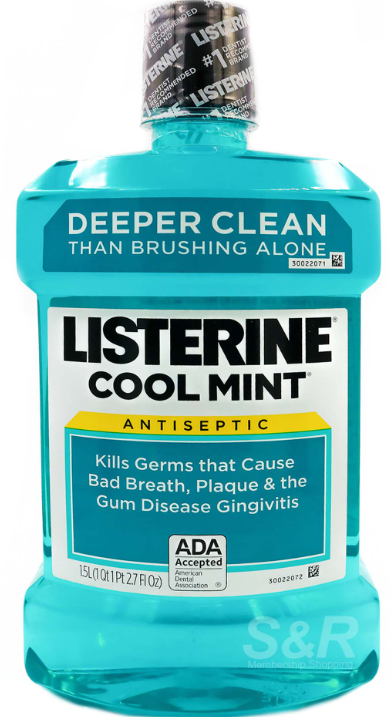 LISTERINE
#1 DENTIST
RECOMMENDED
BRAND
DEEPER CLEAN
THAN BRUSHING ALONE
30022071
LISTERINE®
COOL MINT®
ANTISEPTIC
Kills Germs that Cause
Bad Breath, Plaque & the
Gum Disease Gingivitis
ADA
Accepted
American
Dental
Association ®
1.5L (1 Qt 1 Pt 2.7 Fl Oz)
30022072
S&R
Membership Shopping